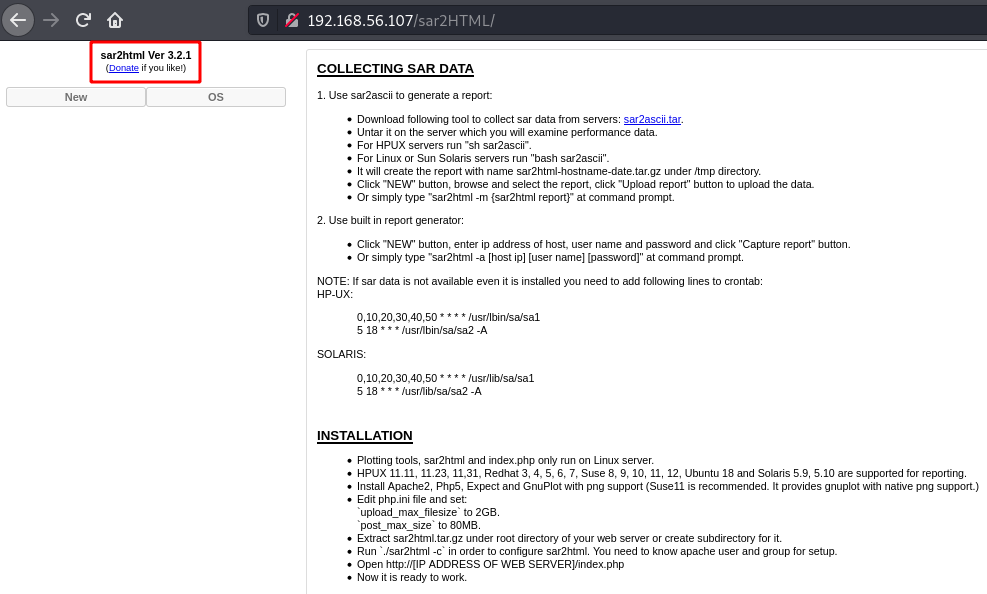 192.168.56.107/sar2HTML/
sar2html Ver 3.2.1
(Donate if you like!)
New
OS
COLLECTING SAR DATA
1. Use sar2ascii to generate a report:
Download following tool to collect sar data from servers: sar2ascii.tar.
Untar it on the server which you will examine performance data.
For HPUX servers run "sh sar2ascii".
For Linux or Sun Solaris servers run "bash sar2ascii".
It will create the report with name sar2html-hostname-date.tar.gz under /tmp directory.
Click "NEW" button, browse and select the report, click "Upload report" button to upload the data.
Or simply type "sar2html -m {sar2html report}" at command prompt.
2. Use built in report generator:
Click "NEW" button, enter ip address of host, user name and password and click "Capture report" button.
Or simply type "sar2html -a [host ip] [user name] [password]" at command prompt.
NOTE: If sar data is not available even it is installed you need to add following lines to crontab:
HP-UX:
0,10,20,30,40,50 * * * * /usr/lbin/sa/sa1
5 18 * * * /usr/lbin/sa/sa2 -A
SOLARIS:
0,10,20,30,40,50 * * * * /usr/lib/sa/sa1
5 18 * * * /usr/lib/sa/sa2 -A
INSTALLATION
Plotting tools, sar2html and index.php only run on Linux server.
HPUX 11.11, 11.23, 11,31, Redhat 3, 4, 5, 6, 7, Suse 8, 9, 10, 11, 12, Ubuntu 18 and Solaris 5.9, 5.10 are supported for reporting.
Install Apache2, Php5, Expect and GnuPlot with png support (Suse11 is recommended. It provides gnuplot with native png support.)
Edit php.ini file and set:
`upload_max_filesize` to 2GB.
`post_max_size` to 80MB.
Extract sar2html.tar.gz under root directory of your web server or create subdirectory for it.
Run `./sar2html -c` in order to configure sar2html. You need to know apache user and group for setup.
Open http://[IP ADDRESS OF WEB SERVER]/index.php
Now it is ready to work.